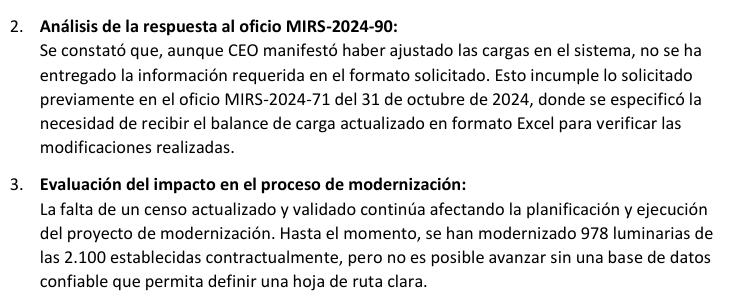 2. Análisis de la respuesta al oficio MIRS-2024-90:
Se constató que, aunque CEO manifestó haber ajustado las cargas en el sistema, no se ha
entregado la información requerida en el formato solicitado. Esto incumple lo solicitado
previamente en el oficio MIRS-2024-71 del 31 de octubre de 2024, donde se especificó la
necesidad de recibir el balance de carga actualizado en formato Excel para verificar las
modificaciones realizadas.
3. Evaluación del impacto en el proceso de modernización:
La falta de un censo actualizado y validado continúa afectando la planificación y ejecución
del proyecto de modernización. Hasta el momento, se han modernizado 978 luminarias de
las 2.100 establecidas contractualmente, pero no es posible avanzar sin una base de datos
confiable que permita definir una hoja de ruta clara.